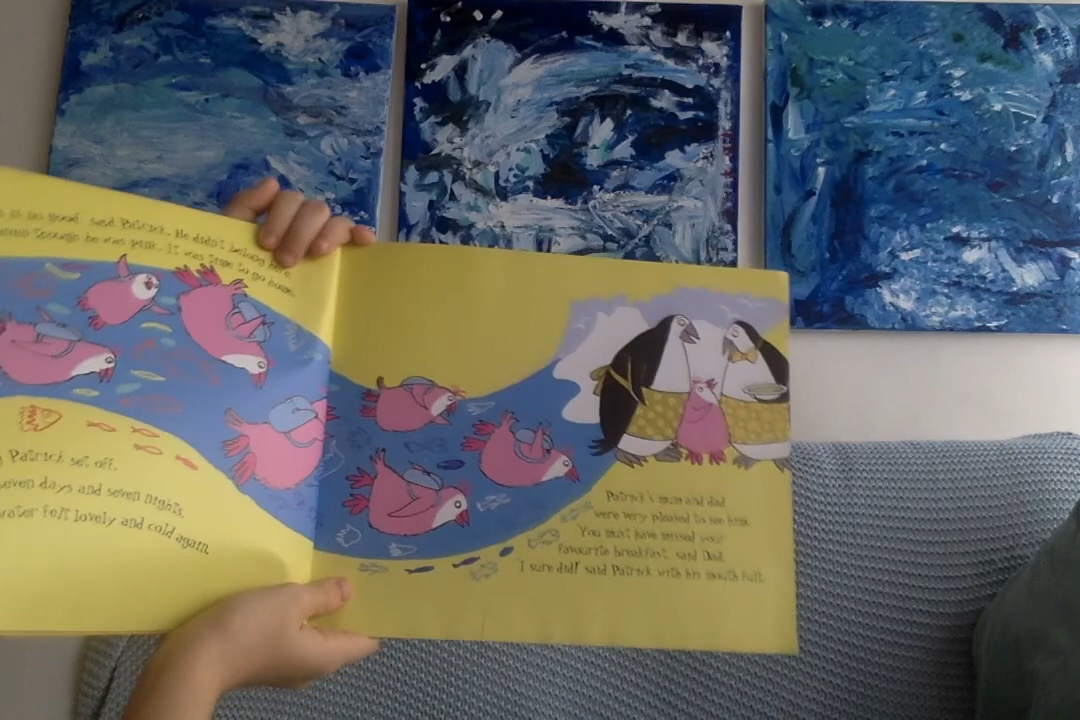 is no good said Patrick. He didn't belong here
even though he was pink. It was time to go home.
Patrick set off.
seven days and seven nights.
water felt lovely and cold again.
Patrick's mum and dad
were very pleased to see him.
You must have missed your
favourite breakfast, said Dad.
I sure did! said Patrick with his mouth full.